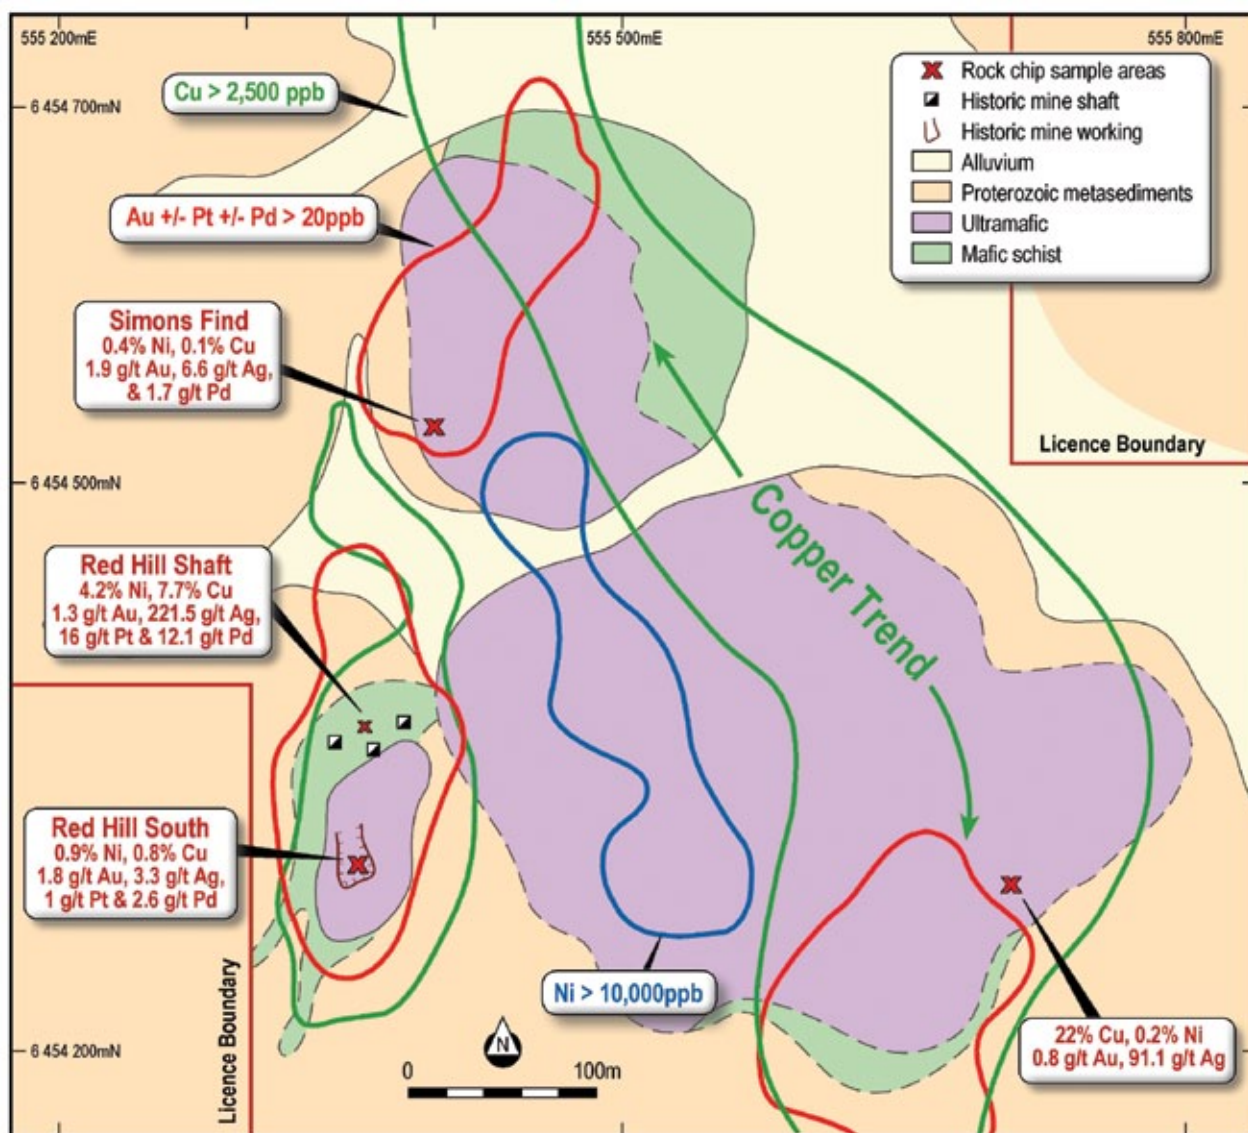 555 200mE
555 500mE
555 800mE
6 454 700mN
6 454 500mN
6 454 200mN
Cu > 2,500 ppb
Au +/- Pt +/- Pd > 20ppb
Rock chip sample areas
Historic mine shaft
Historic mine working
Alluvium
Proterozoic metasediments
Ultramafic
Mafic schist
Simons Find
0.4% Ni, 0.1% Cu
1.9 g/t Au, 6.6 g/t Ag,
& 1.7 g/t Pd
Licence Boundary
Copper Trend
Red Hill Shaft
4.2% Ni, 7.7% Cu
1.3 g/t Au, 221.5 g/t Ag,
16 g/t Pt & 12.1 g/t Pd
Red Hill South
0.9% Ni, 0.8% Cu
1.8 g/t Au, 3.3 g/t Ag,
1 g/t Pt & 2.6 g/t Pd
Licence Boundary
Ni > 10,000ppb
22% Cu, 0.2% Ni
0.8 g/t Au, 91.1 g/t Ag
N
0
100m